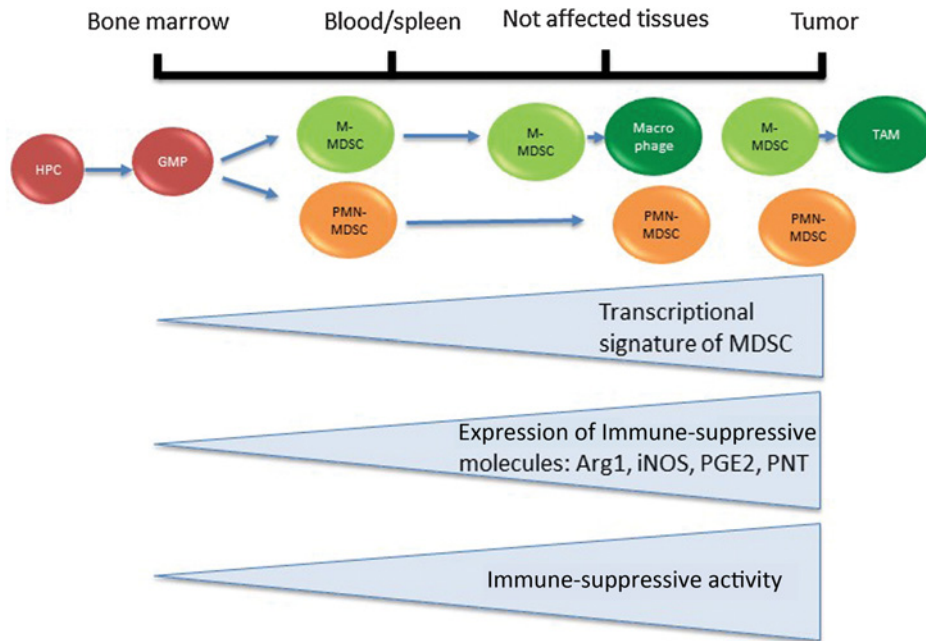 Bone marrow
Blood/spleen
Not affected tissues
Tumor
HPC
GMP
M-
MDSC
M-
MDSC
Macro
phage
M-
MDSC
TAM
PMN-
MDSC
PMN-
MDSC
PMN-
MDSC
Transcriptional
signature of MDSC
Expression of Immune-suppressive
molecules: Arg1, iNOS, PGE2, PNT
Immune-suppressive activity